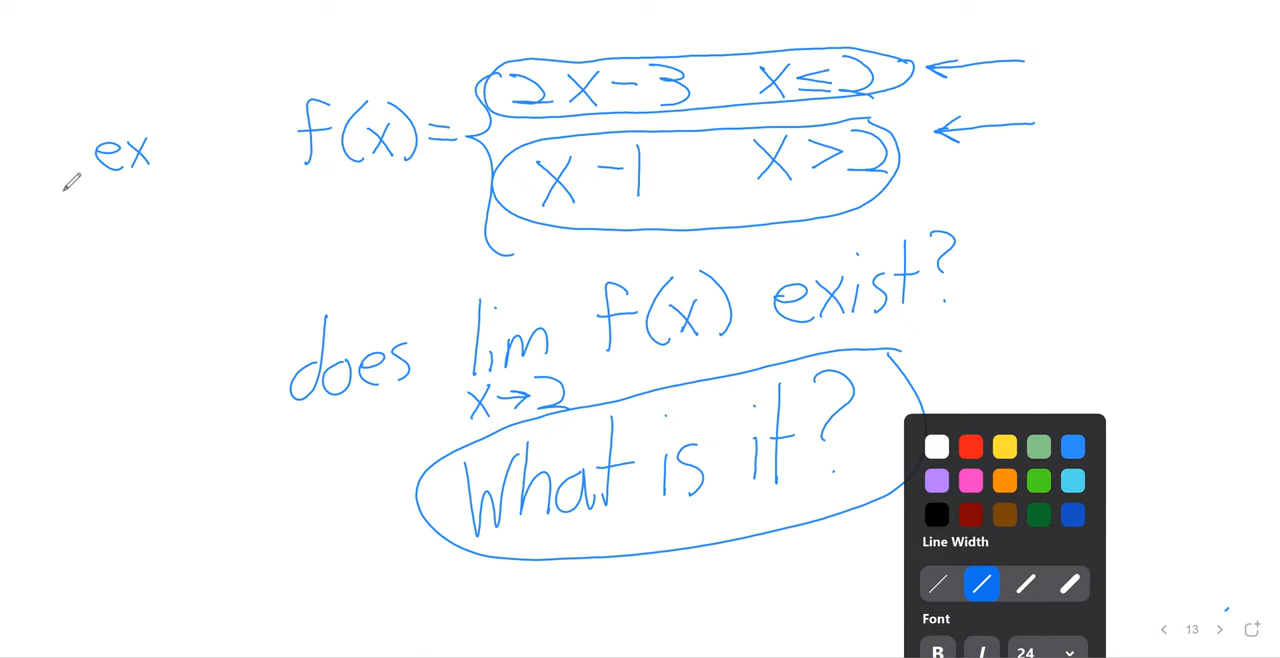 ex
f(x) = { 2x-3 x≤2
x-1 x>2
does lim f(x) exist?
x→2
What is it?
Line Width
Font
B I 24
13